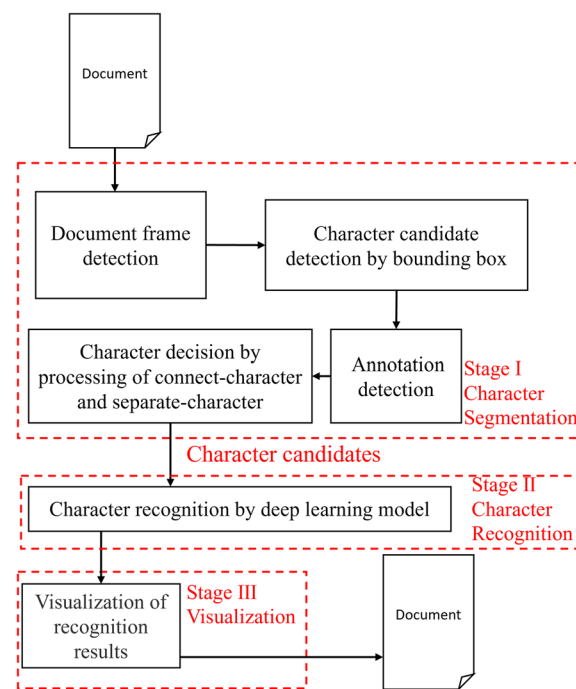 Document
Document frame
detection
Character candidate
detection by bounding box
Character decision by
processing of connect-character
and separate-character
Annotation
detection
Stage I
Character
Segmentation
Character candidates
Character recognition by deep learning model
Stage II
Character
Recognition
Visualization of
recognition
results
Stage III
Visualization
Document